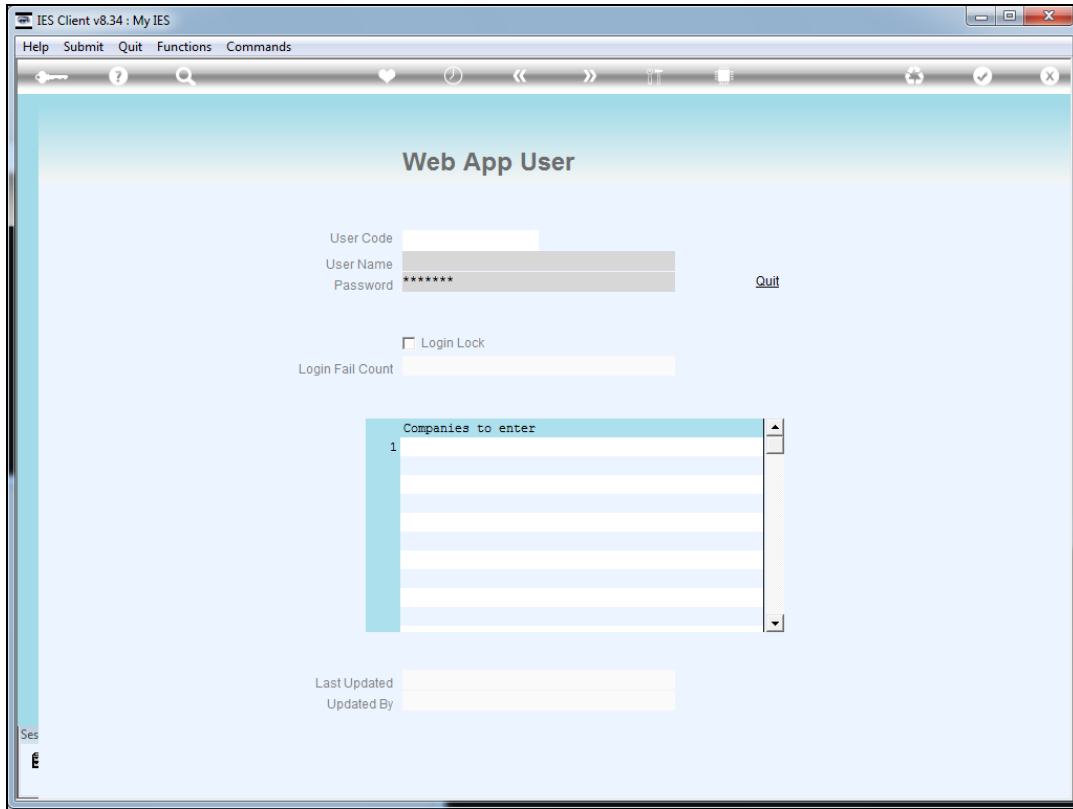 IES Client v8.34 : My IES
Help Submit Quit Functions Commands
Web App User
User Code
User Name
Password *******
Quit
Login Lock
Login Fail Count
Companies to enter
1
Last Updated
Updated By
Ses